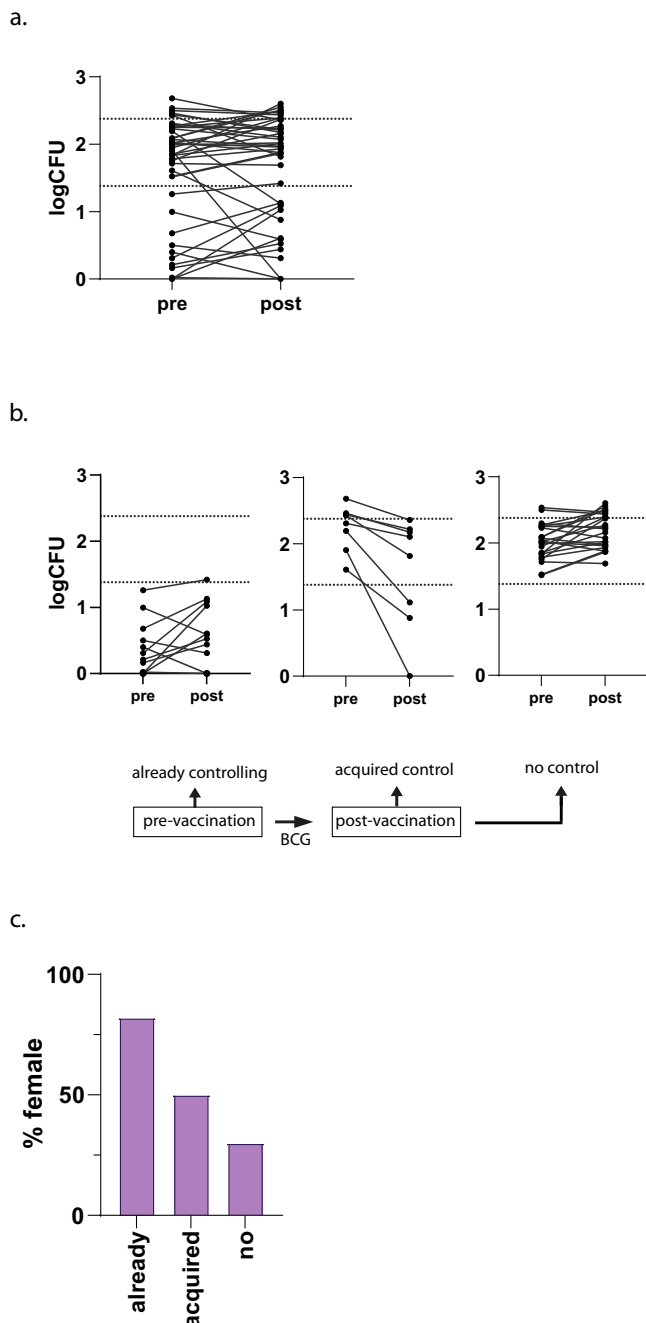 a.
3
2
1
0
logCFU
pre post
b.
3
2
1
0
logCFU
pre post
3
2
1
0
pre post
3
2
1
0
pre post
already controlling acquired control no control
pre-vaccination post-vaccination
BCG
c.
100
50
0
% female
already
acquired
no